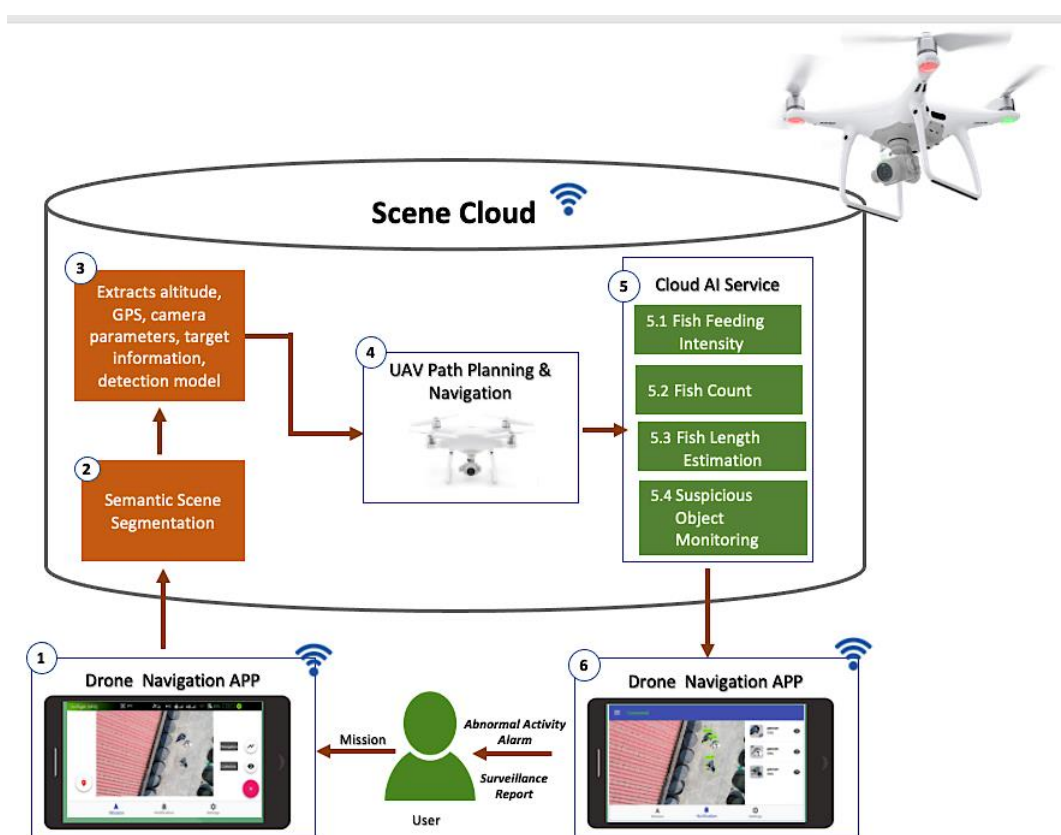 Scene Cloud
3
Extracts altitude,
GPS, camera
parameters, target
information,
detection model
2
Semantic Scene
Segmentation
4
UAV Path Planning &
Navigation
5
Cloud AI Service
5.1 Fish Feeding
Intensity
5.2 Fish Count
5.3 Fish Length
Estimation
5.4 Suspicious
Object
Monitoring
1
Drone Navigation APP
Mission
Mission
User
Abnormal Activity
Alarm
Surveillance
Report
6
Drone Navigation APP
Notification